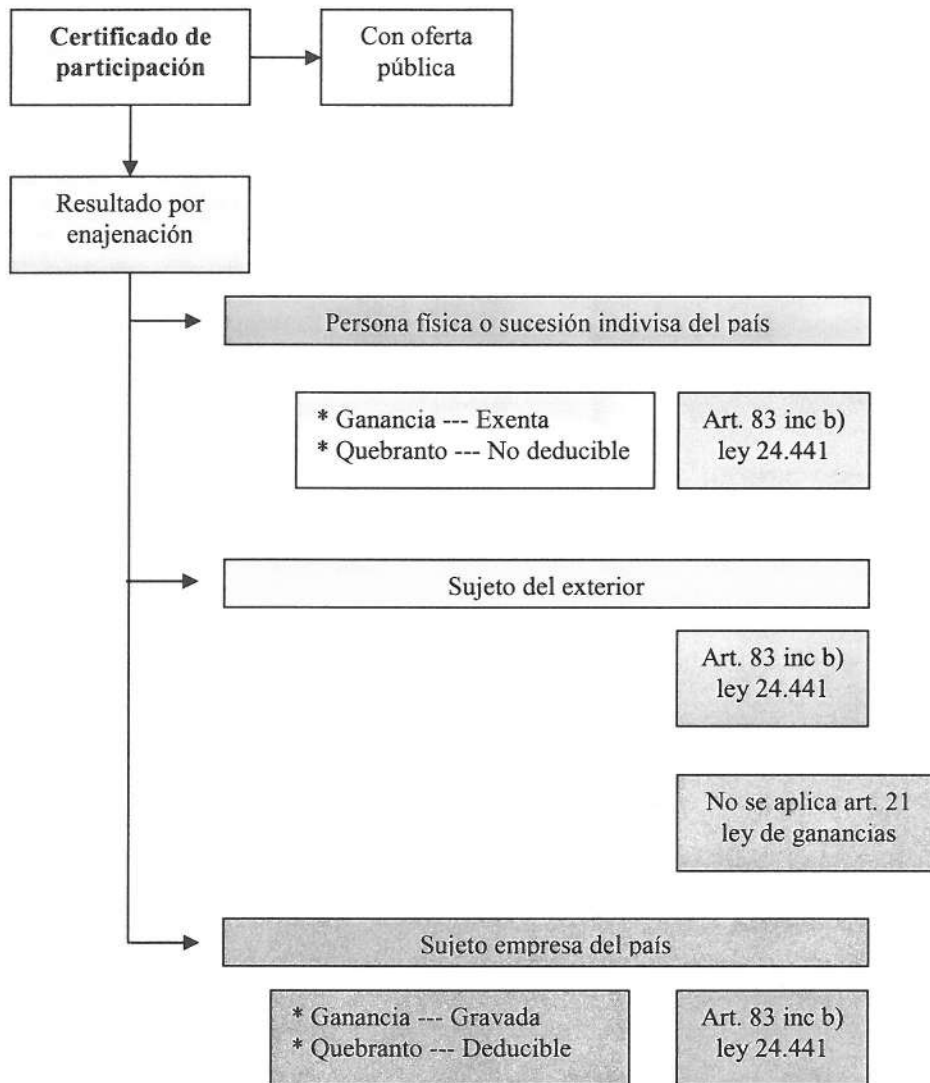 Certificado de
participación
Con oferta
pública
Resultado por
enajenación
Persona física o sucesión indivisa del país
* Ganancia --- Exenta
* Quebranto --- No deducible
Art. 83 inc b)
ley 24.441
Sujeto del exterior
Art. 83 inc b)
ley 24.441
No se aplica art. 21
ley de ganancias
Sujeto empresa del país
* Ganancia --- Gravada
* Quebranto --- Deducible
Art. 83 inc b)
ley 24.441